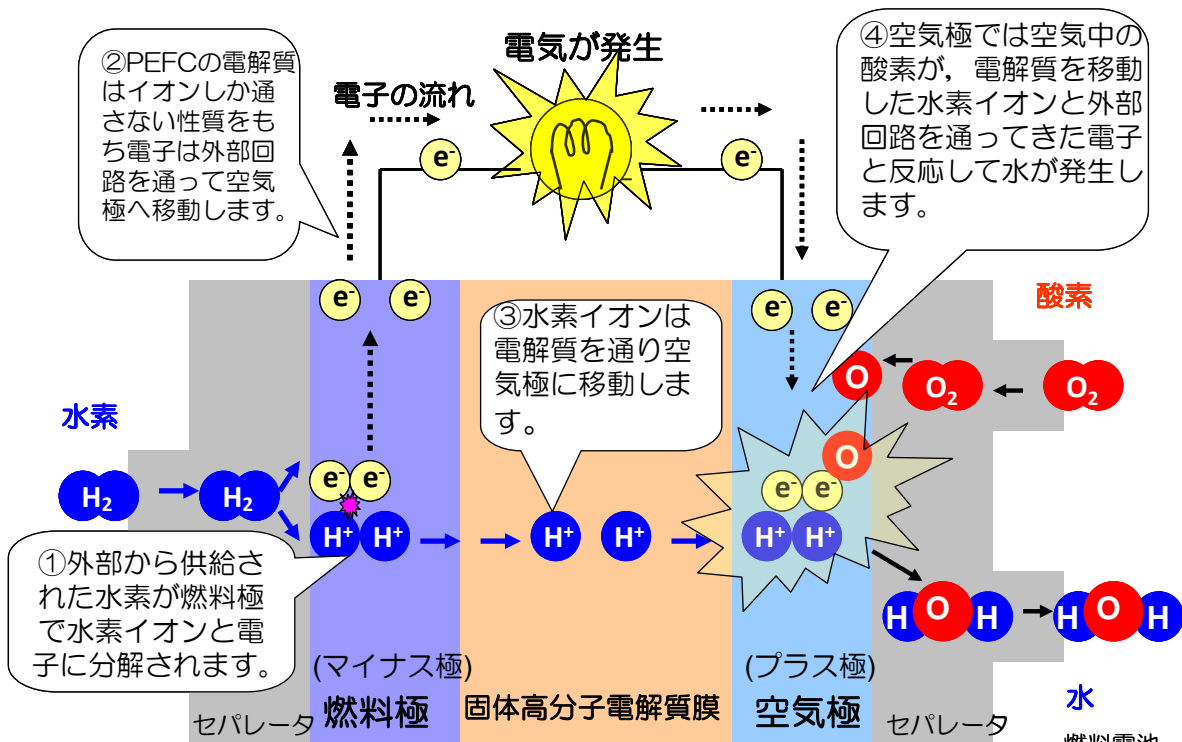 電気が発生
②PEFCの電解質
はイオンしか通
さない性質をも
ち電子は外部回
路を通って空気
極へ移動します。
電子の流れ
④空気極では空気中の
酸素が，電解質を移動
した水素イオンと外部
回路を通ってきた電子
と反応して水が発生し
ます。
e⁻
e⁻
e⁻
e⁻
e⁻
e⁻
酸素
③水素イオンは
電解質を通り空
気極に移動しま
す。
O
O₂
O₂
水素
O
H₂
H₂
e⁻
e⁻
e⁻
e⁻
H⁺
H⁺
H⁺
H⁺
H⁺
H⁺
①外部から供給さ
れた水素が燃料極
で水素イオンと電
子に分解されます。
H O H
H O H
(マイナス極)
燃料極
固体高分子電解質膜
(プラス極)
空気極
セパレータ
セパレータ
水